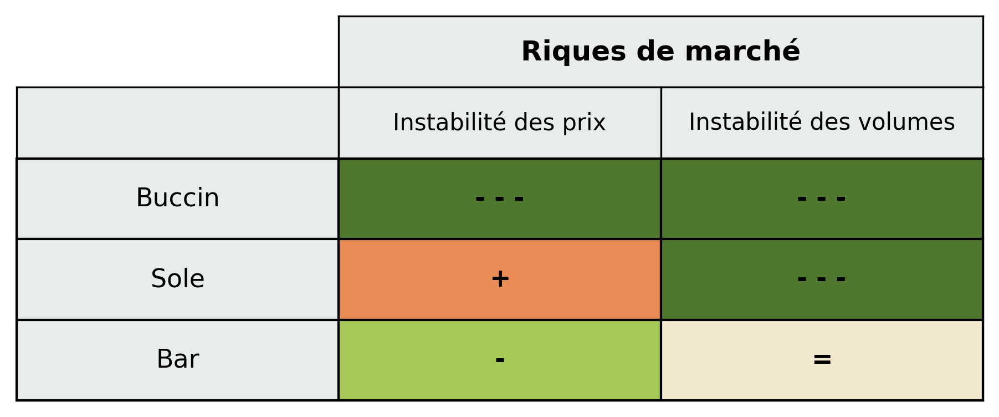 Riques de marché
Instabilité des prix Instabilité des volumes
Buccin - - - - - -
Sole + - - -
Bar - =